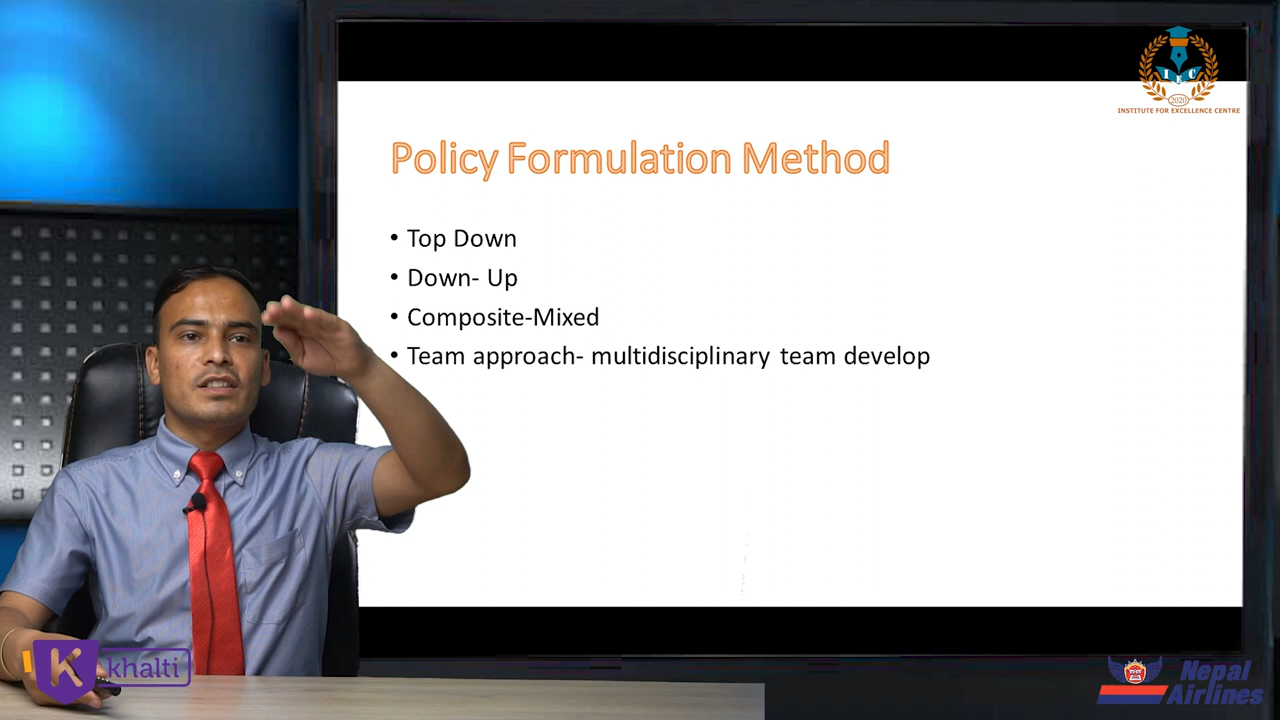 I E C
2020
INSTITUTE FOR EXCELLENCE CENTRE
Policy Formulation Method
• Top Down
• Down- Up
• Composite-Mixed
• Team approach- multidisciplinary team develop
K khalti
Nepal
Airlines